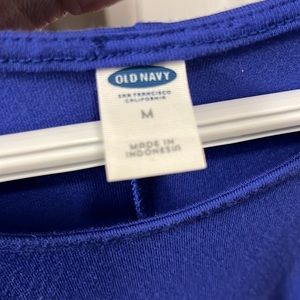 OLD NAVY
SAN FRANCISCO
CALIFORNIA
M
MADE IN
INDONESIA